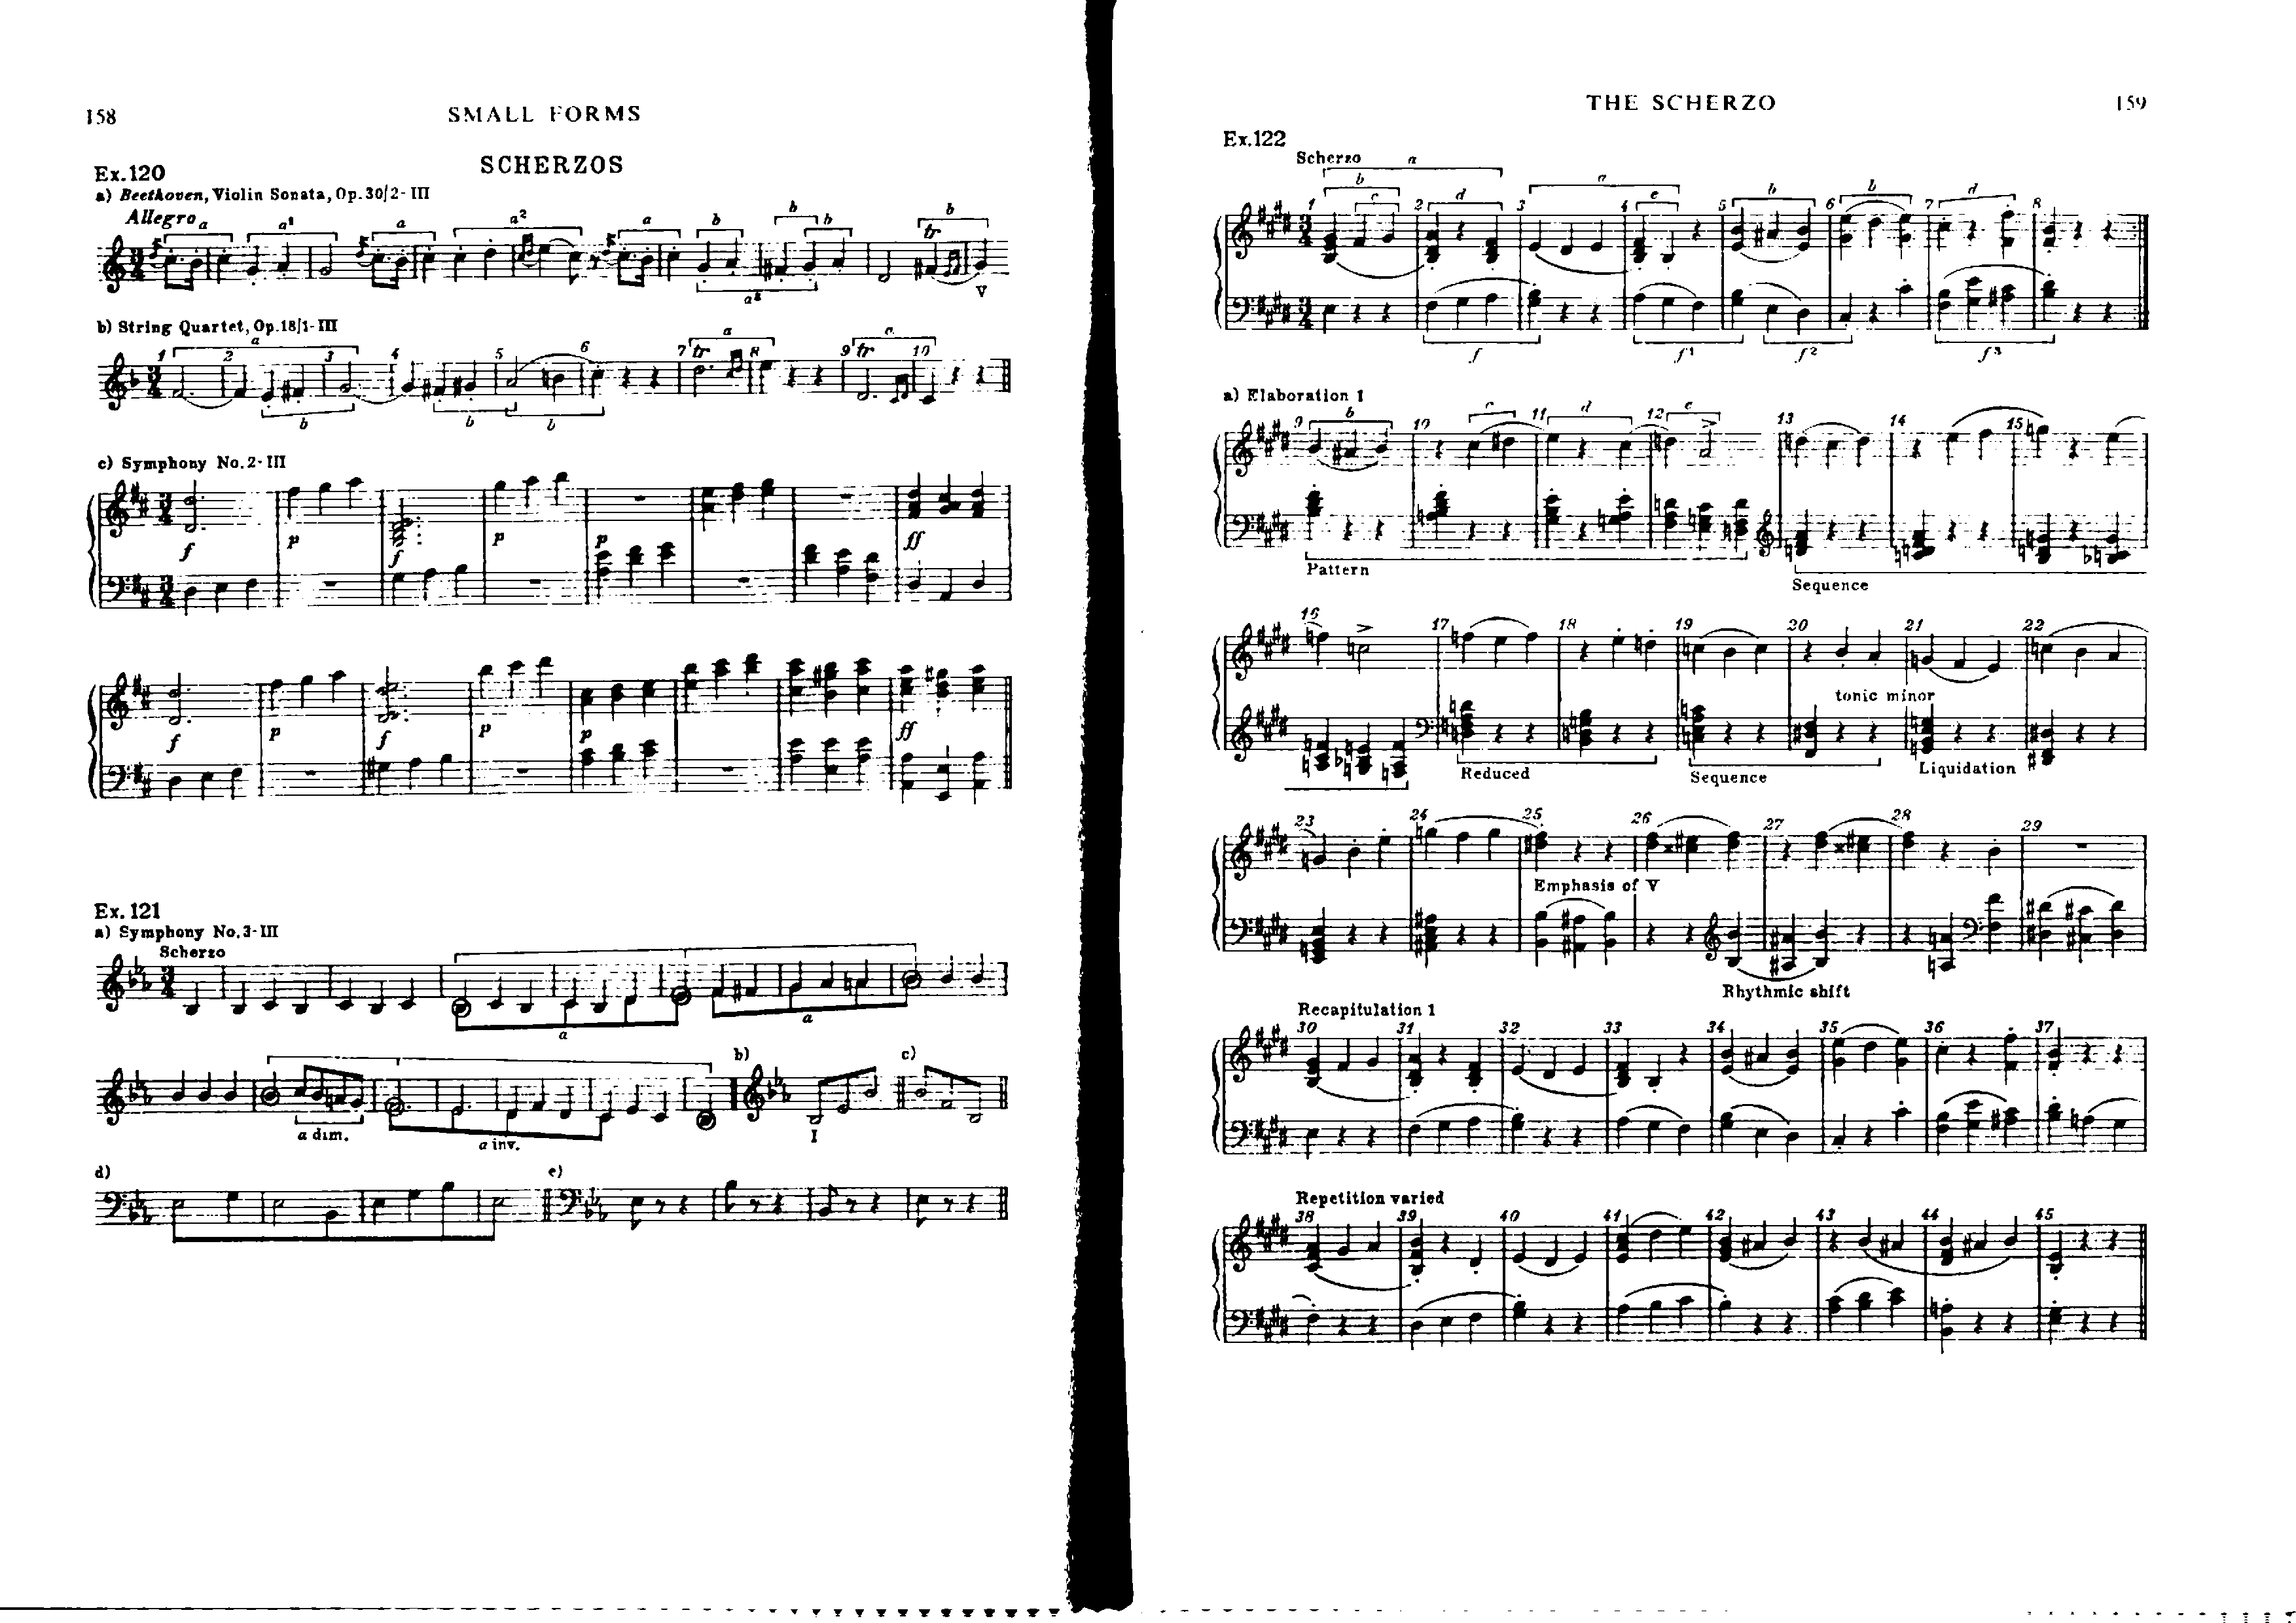 158
SMALL FORMS
SCHERZOS
Ex.120
a) Beethoven, Violin Sonata, Op.30/2-III
Allegro
a a¹ a a² a b b b b
tr
a³
V
b) String Quartet, Op.18/1-III
a a a
1 2 3 4 5 6 7 tr 8 9 tr 10
b b b
c) Symphony No.2-III
f p f p p ff
f p f p p ff
Ex. 121
a) Symphony No.3-III
Scherzo
a a
b) c)
a dim. a inv. I
d) e)
THE SCHERZO
159
Ex.122
Scherzo
a a
b c d e b b d
1 2 3 4 5 6 7 8
f f¹ f² f³
a) Elaboration 1
b c d e
9 10 11 12 13 14 15
Pattern
Sequence
16 17 18 19 20 21 22
tonic minor
Reduced Sequence Liquidation
23 24 25 26 27 28 29
Emphasis of V
Rhythmic shift
Recapitulation 1
30 31 32 33 34 35 36 37
Repetition varied
38 39 40 41 42 43 44 45